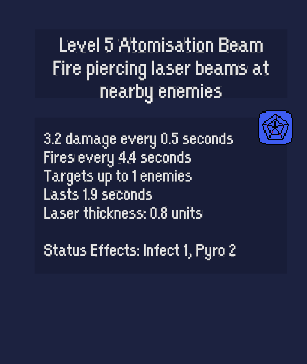 Level 5 Atomisation Beam
Fire piercing laser beams at
nearby enemies
3.2 damage every 0.5 seconds
Fires every 4.4 seconds
Targets up to 1 enemies
Lasts 1.9 seconds
Laser thickness: 0.8 units
Status Effects: Infect 1, Pyro 2